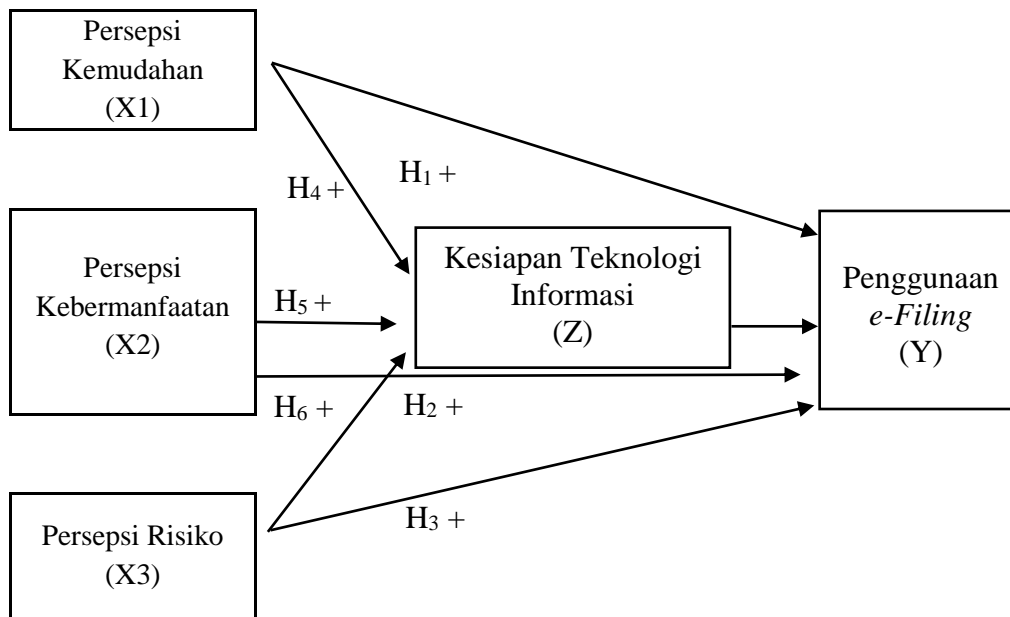 Persepsi
Kemudahan
(X1)
H₄ +
H₁ +
Persepsi
Kebermanfaatan
(X2)
H₅ +
Kesiapan Teknologi
Informasi
(Z)
Penggunaan
e-Filing
(Y)
H₆ +
H₂ +
Persepsi Risiko
(X3)
H₃ +